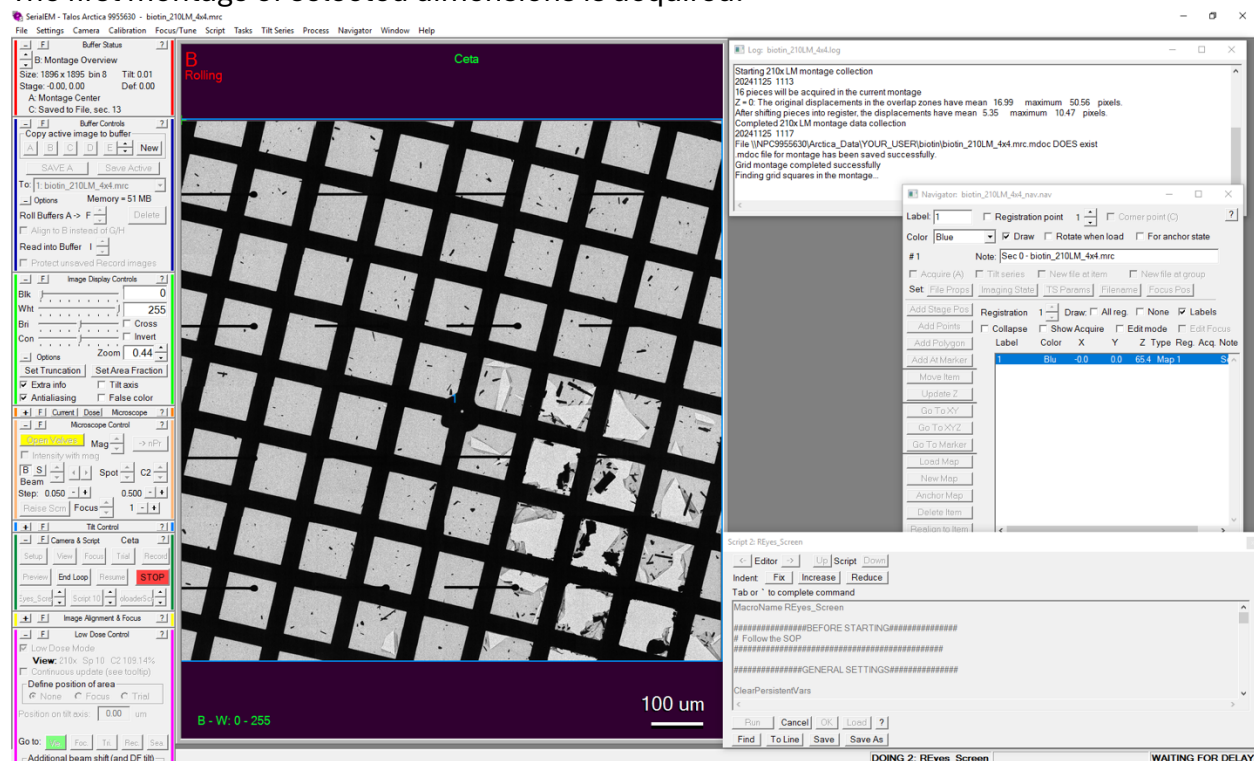 SerialEM - Talos Arctica 9955630 - biotin_210LM_4x4.mrc
File Settings Camera Calibration Focus/Tune Script Tasks Tilt Series Process Navigator Window Help
- F Buffer Status ?
B: Montage Overview
Size: 1896 x 1895 bin 8 Tilt: 0.01
Stage: -0.00, 0.00 Def: 0.00
A: Montage Center
C: Saved to File, sec. 13
- F Buffer Controls ?
Copy active image to buffer
A B C D E New
SAVE A Save Active
To: 1: biotin_210LM_4x4.mrc
- Options Memory = 51 MB
Roll Buffers A -> F Delete
Align to B instead of G/H
Read into Buffer I
Protect unsaved Record images
- F Image Display Controls ?
Blk 0
Wht 255
Bri Cross
Con Invert
- Options Zoom 0.44
Set Truncation Set Area Fraction
Extra info Tilt axis
Antialiasing False color
+ F Current Dose Microscope ?
- F Microscope Control ?
Open Valves Mag -> nPr
Intensity with mag
B S Spot C2
Beam
Step: 0.050 - + 0.500 - +
Raise Scrn Focus 1 - +
+ F Tilt Control ?
- F Camera & Script Ceta ?
Setup View Focus Trial Record
Preview End Loop Resume STOP
Script 10
+ F Image Alignment & Focus ?
- F Low Dose Control ?
Low Dose Mode
View: 210x Sp 10 C2 109.14%
Continuous update (see tooltip)
Define position of area
None Focus Trial
Position on tilt axis: 0.00 um
Go to: Foc Tri Rec Sea
Additional beam shift (and DF tilt)
B
Rolling
Ceta
1
B - W: 0 - 255
100 um
Log: biotin_210LM_4x4.log
Starting 210x LM montage collection
20241125 1113
16 pieces will be acquired in the current montage
Z = 0: The original displacements in the overlap zones have mean 16.99 maximum 50.56 pixels.
After shifting pieces into register, the displacements have mean 5.35 maximum 10.47 pixels.
Completed 210x LM montage data collection
20241125 1117
File \\NPC9955630\Arctica_Data\YOUR_USER\biotin\biotin_210LM_4x4.mrc.mdoc DOES exist
.mdoc file for montage has been saved successfully.
Grid montage completed successfully
Finding grid squares in the montage...
Navigator: biotin_210LM_4x4_nav.nav
Label: 1 Registration point 1 Corner point (C) ?
Color Blue Draw Rotate when load For anchor state
# 1 Note: Sec 0 - biotin_210LM_4x4.mrc
Acquire (A) Tilt series New file at item New file at group
Set: File Props Imaging State TS Params Filename Focus Pos
Add Stage Pos Registration 1 Draw: All reg. None Labels
Add Points Collapse Show Acquire Edit mode Edit Focus
Add Polygon Label Color X Y Z Type Reg. Acq. Note
Add At Marker 1 Blu -0.0 0.0 65.4 Map 1
Move Item
Update Z
Go To XY
Go To XYZ
Go To Marker
Load Map
New Map
Anchor Map
Delete Item
Realign to Item
Script 2: REyes_Screen
<- Editor -> Up Script Down
Indent: Fix Increase Reduce
Tab or ` to complete command
MacroName REyes_Screen
###############BEFORE STARTING##############
# Follow the SOP
###########################################
##############GENERAL SETTINGS##############
ClearPersistentVars
Run Cancel OK Load ?
Find To Line Save Save As
DOING 2: REyes_Screen WAITING FOR DELAY